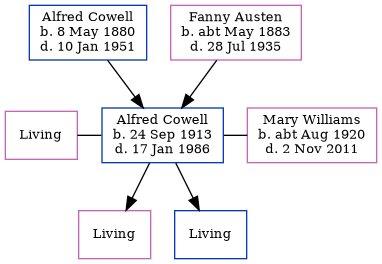 Alfred Cowell
b. 8 May 1880
d. 10 Jan 1951
Fanny Austen
b. abt May 1883
d. 28 Jul 1935
Living
Alfred Cowell
b. 24 Sep 1913
d. 17 Jan 1986
Mary Williams
b. abt Aug 1920
d. 2 Nov 2011
Living
Living